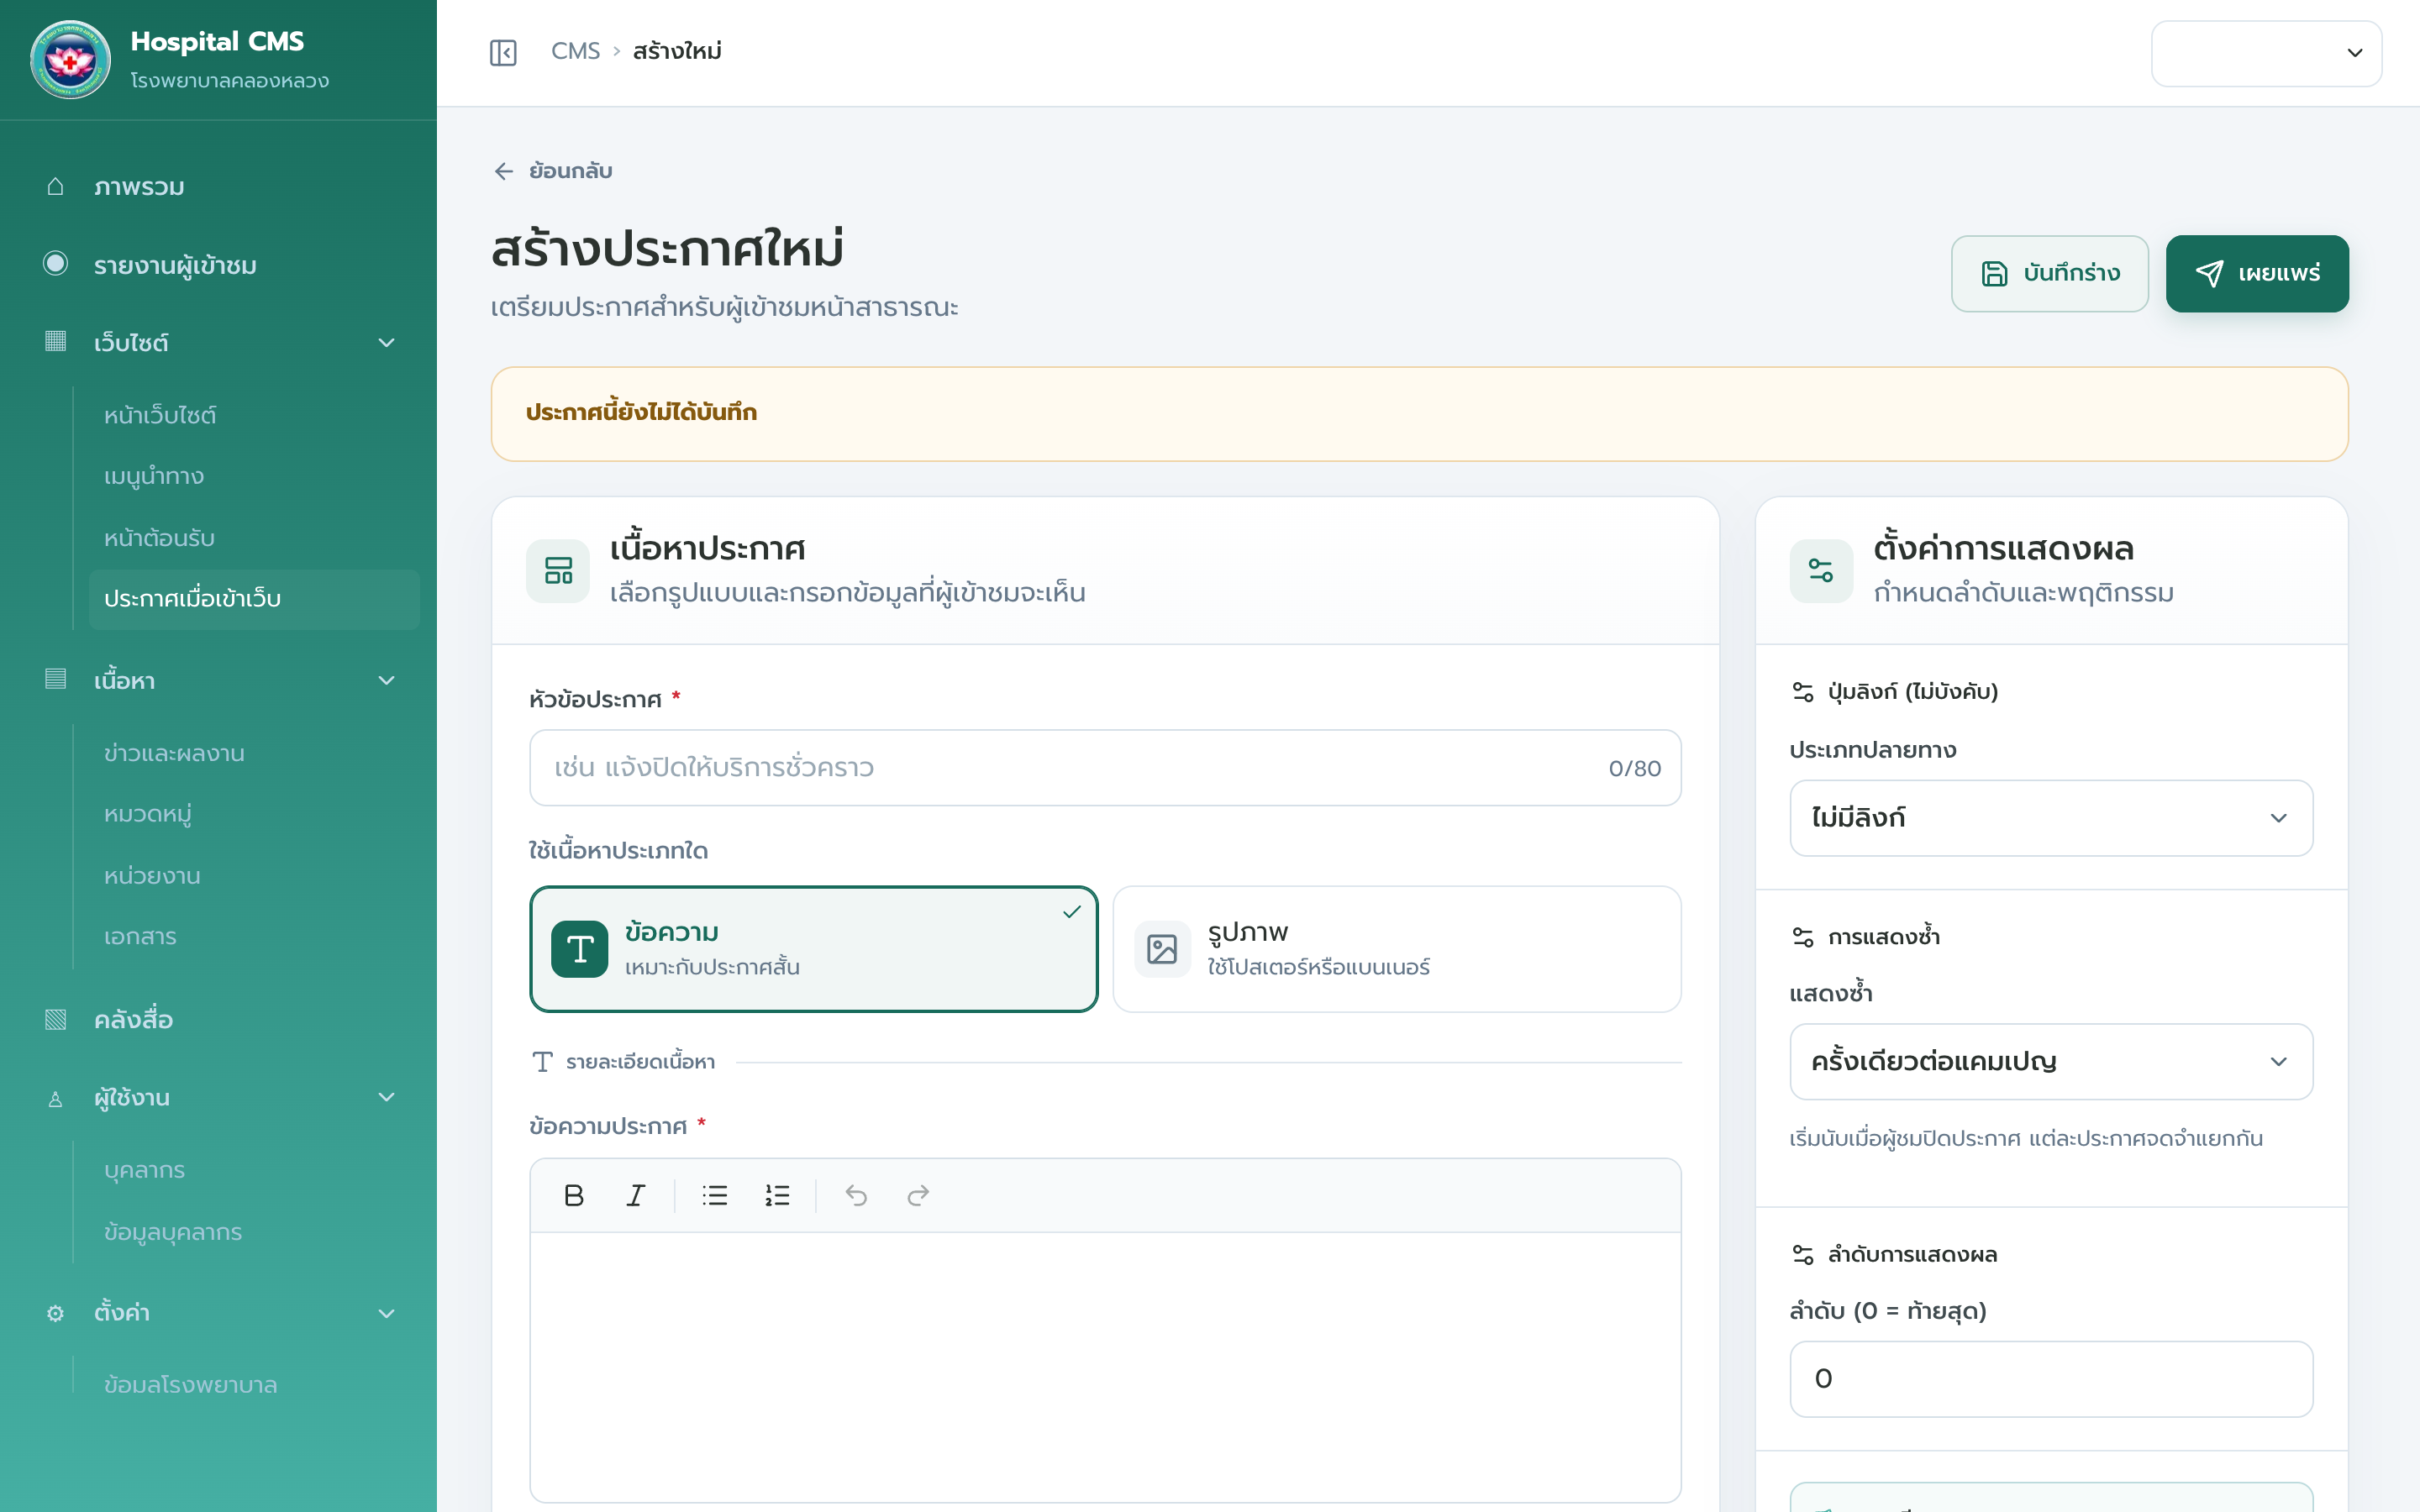 Hospital CMS
โรงพยาบาลคลองหลวง
ภาพรวม
รายงานผู้เข้าชม
เว็บไซต์
หน้าเว็บไซต์
เมนูนำทาง
หน้าต้อนรับ
ประกาศเมื่อเข้าเว็บ
เนื้อหา
ข่าวและผลงาน
หมวดหมู่
หน่วยงาน
เอกสาร
คลังสื่อ
ผู้ใช้งาน
บุคลากร
ข้อมูลบุคลากร
ตั้งค่า
ข้อมูลโรงพยาบาล
CMS › สร้างใหม่
ย้อนกลับ
สร้างประกาศใหม่
เตรียมประกาศสำหรับผู้เข้าชมหน้าสาธารณะ
บันทึกร่าง
เผยแพร่
ประกาศนี้ยังไม่ได้บันทึก
เนื้อหาประกาศ
เลือกรูปแบบและกรอกข้อมูลที่ผู้เข้าชมจะเห็น
หัวข้อประกาศ *
เช่น แจ้งปิดให้บริการชั่วคราว 0/80
ใช้เนื้อหาประเภทใด
ข้อความ
เหมาะกับประกาศสั้น
รูปภาพ
ใช้โปสเตอร์หรือแบนเนอร์
รายละเอียดเนื้อหา
ข้อความประกาศ *
ตั้งค่าการแสดงผล
กำหนดลำดับและพฤติกรรม
ปุ่มลิงก์ (ไม่บังคับ)
ประเภทปลายทาง
ไม่มีลิงก์
การแสดงซ้ำ
แสดงซ้ำ
ครั้งเดียวต่อแคมเปญ
เริ่มนับเมื่อผู้ชมปิดประกาศ แต่ละประกาศจดจำแยกกัน
ลำดับการแสดงผล
ลำดับ (0 = ท้ายสุด)
0